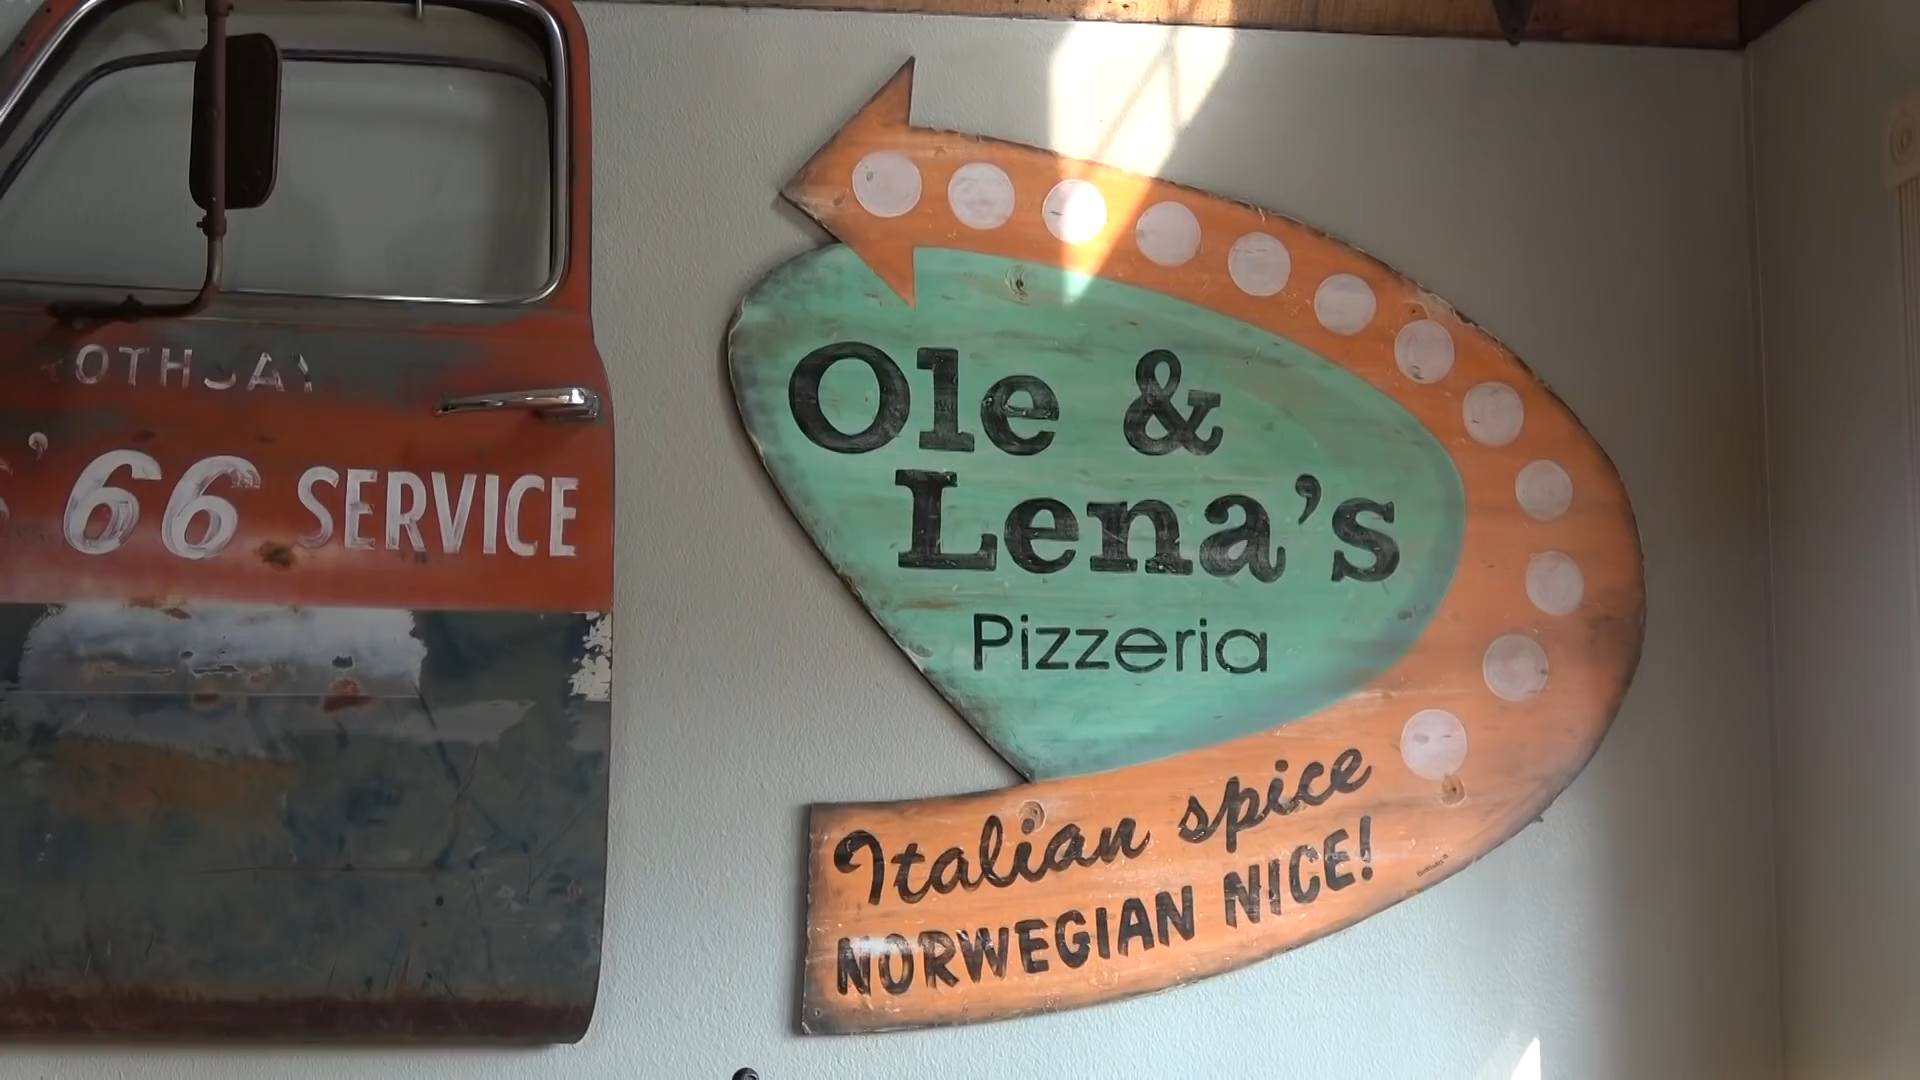 66 SERVICE
Ole &
Lena's
Pizzeria
Italian spice
NORWEGIAN NICE!